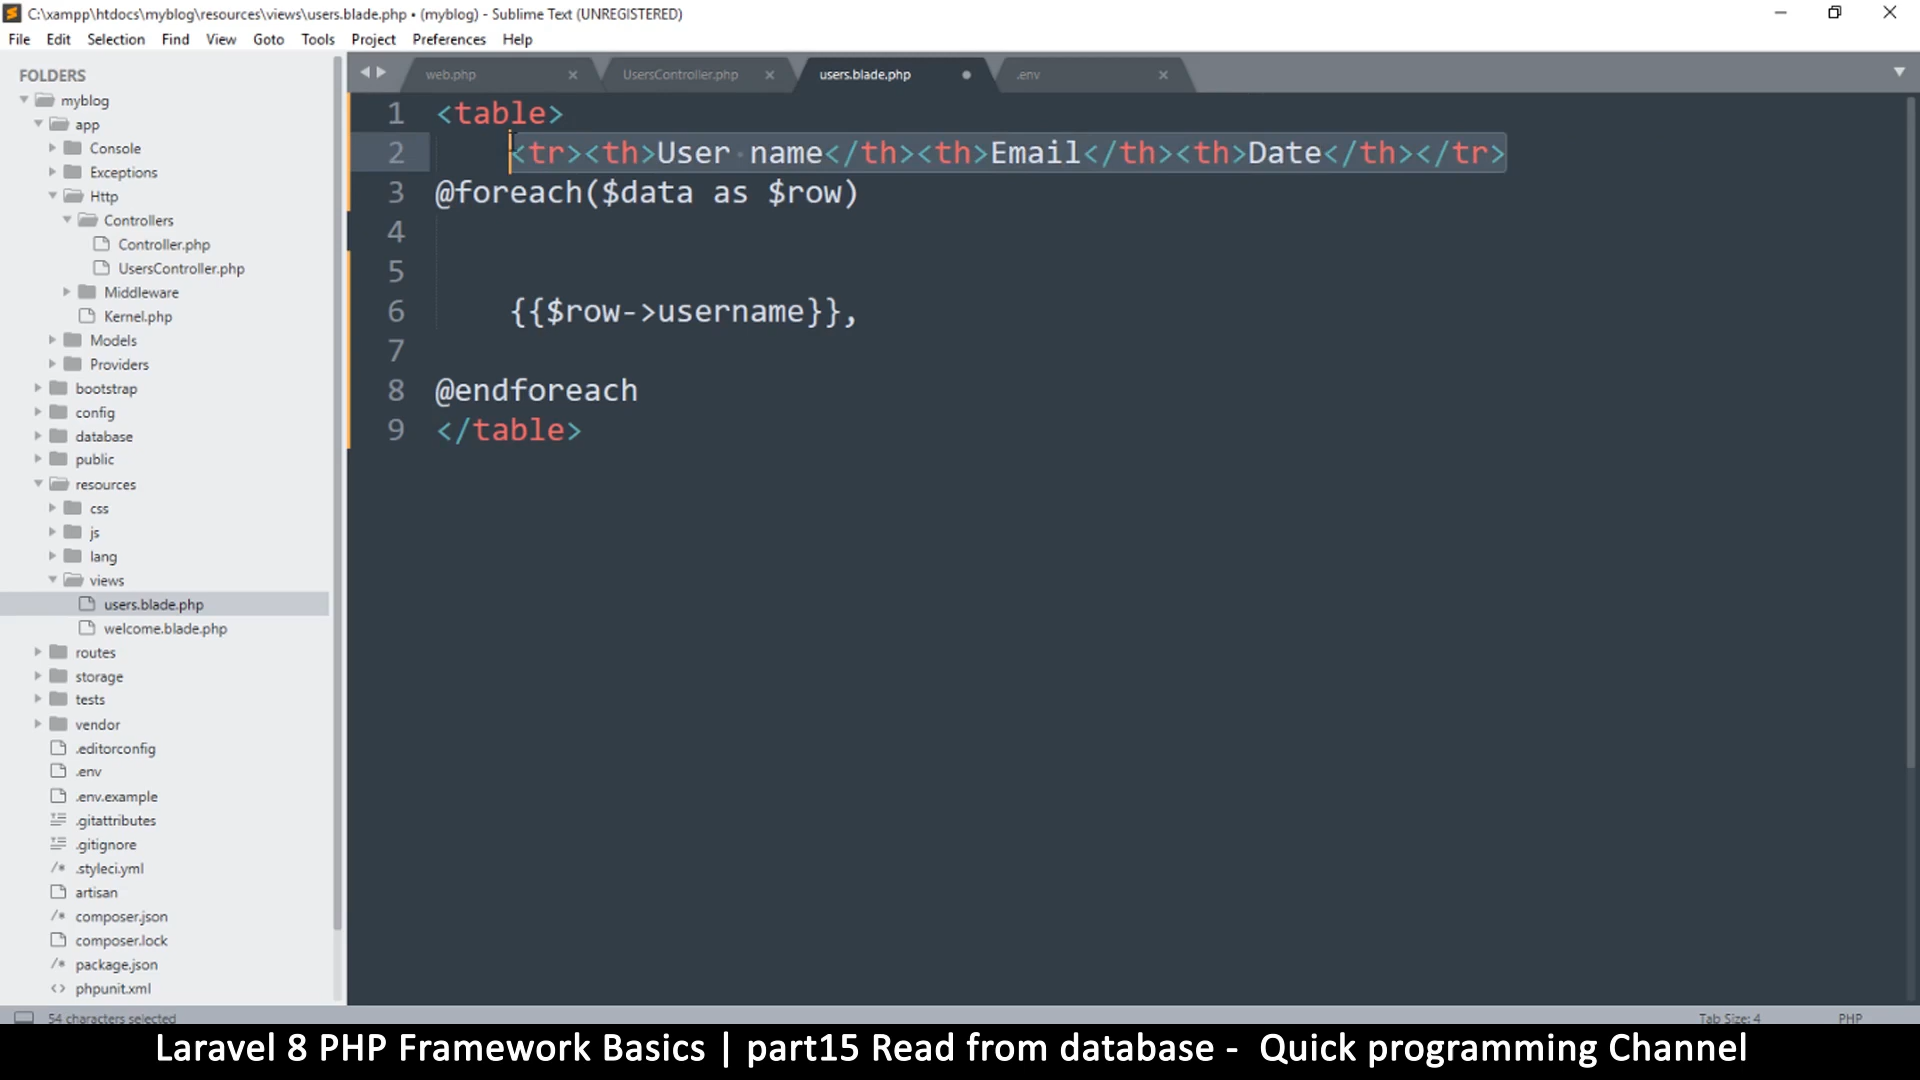 C:\xampp\htdocs\myblog\resources\views\users.blade.php • (myblog) - Sublime Text (UNREGISTERED)
File Edit Selection Find View Goto Tools Project Preferences Help
FOLDERS
myblog
app
Console
Exceptions
Http
Controllers
Controller.php
UsersController.php
Middleware
Kernel.php
Models
Providers
bootstrap
config
database
public
resources
css
js
lang
views
users.blade.php
welcome.blade.php
routes
storage
tests
vendor
.editorconfig
.env
.env.example
.gitattributes
.gitignore
.styleci.yml
artisan
composer.json
composer.lock
package.json
phpunit.xml
web.php UsersController.php users.blade.php .env
1 <table>
2 <tr><th>User name</th><th>Email</th><th>Date</th></tr>
3 @foreach($data as $row)
4
5
6 {{$row->username}},
7
8 @endforeach
9 </table>
54 characters selected Tab Size: 4 PHP
Laravel 8 PHP Framework Basics | part15 Read from database - Quick programming Channel